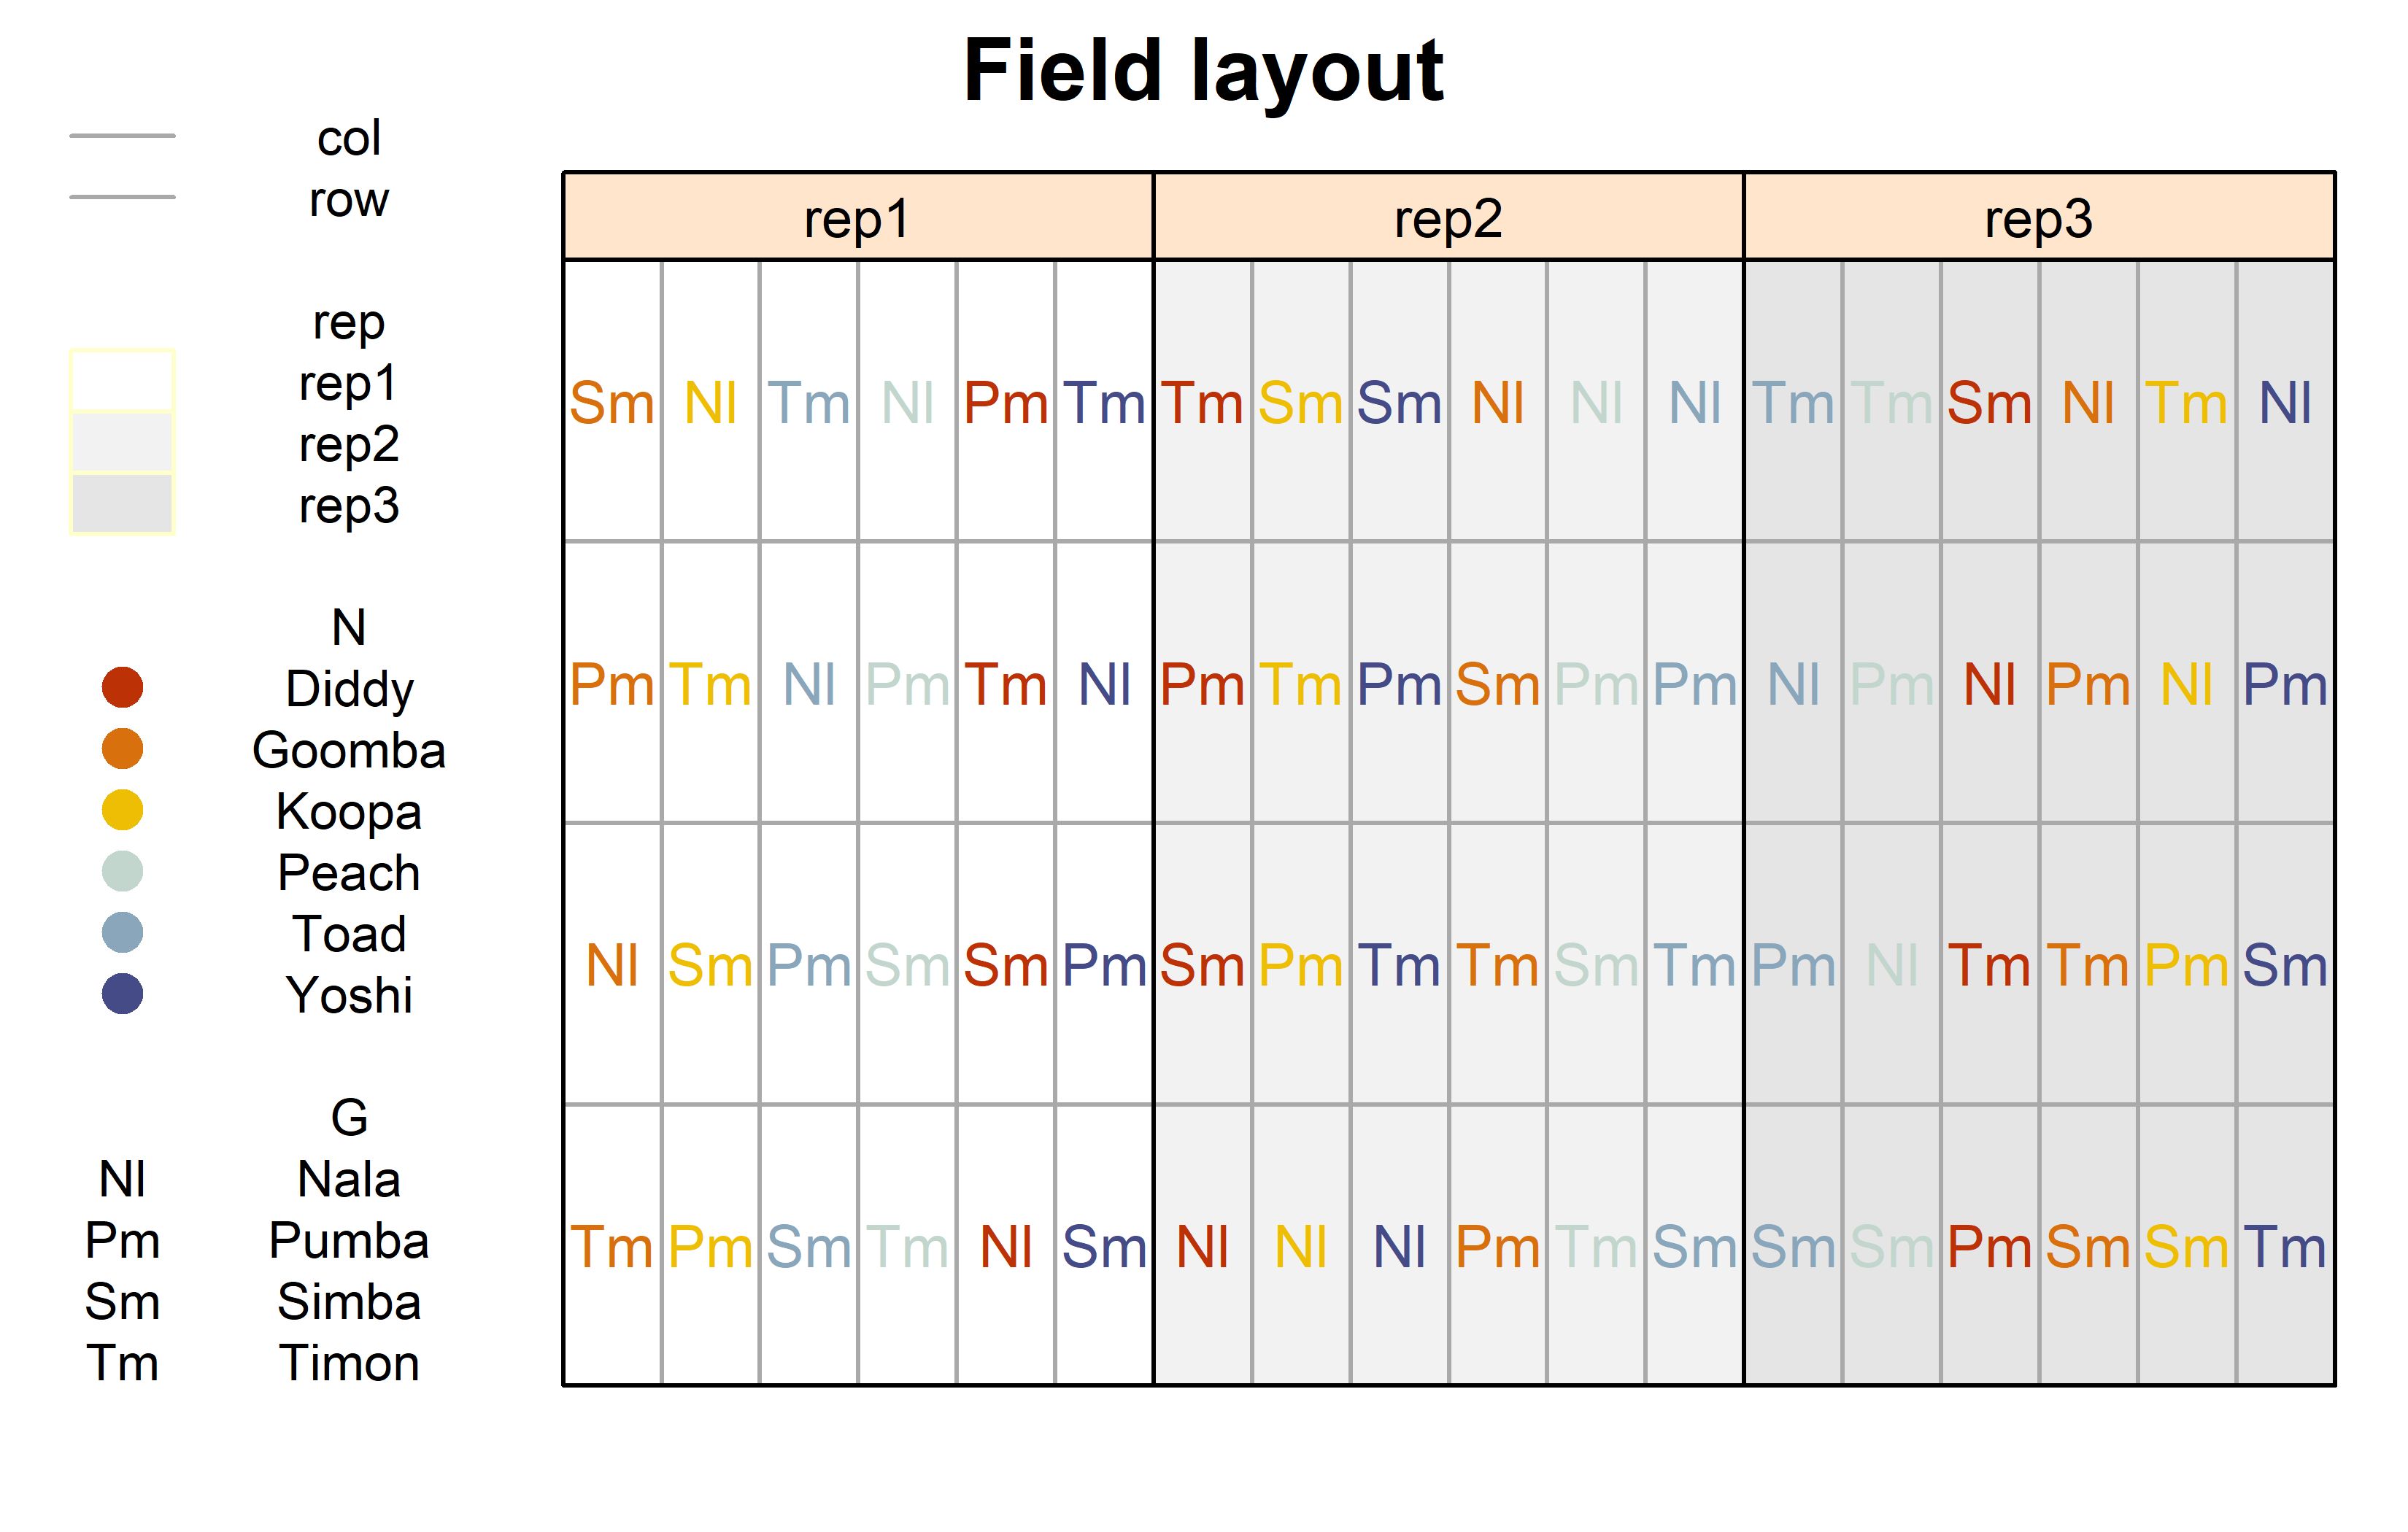 Field layout
col
row
rep
rep1
rep2
rep3
N
Diddy
Goomba
Koopa
Peach
Toad
Yoshi
G
Nl Nala
Pm Pumba
Sm Simba
Tm Timon
rep1 rep2 rep3
Sm Nl Tm Nl Pm Tm Tm Sm Sm Nl Nl Nl Tm Tm Sm Nl Tm Nl
Pm Tm Nl Pm Tm Nl Pm Tm Pm Sm Pm Pm Nl Pm Nl Pm Nl Pm
Nl Sm Pm Sm Sm Pm Sm Pm Tm Tm Sm Tm Pm Nl Tm Tm Pm Sm
Tm Pm Sm Tm Nl Sm Nl Nl Nl Pm Tm Sm Sm Sm Pm Sm Sm Tm